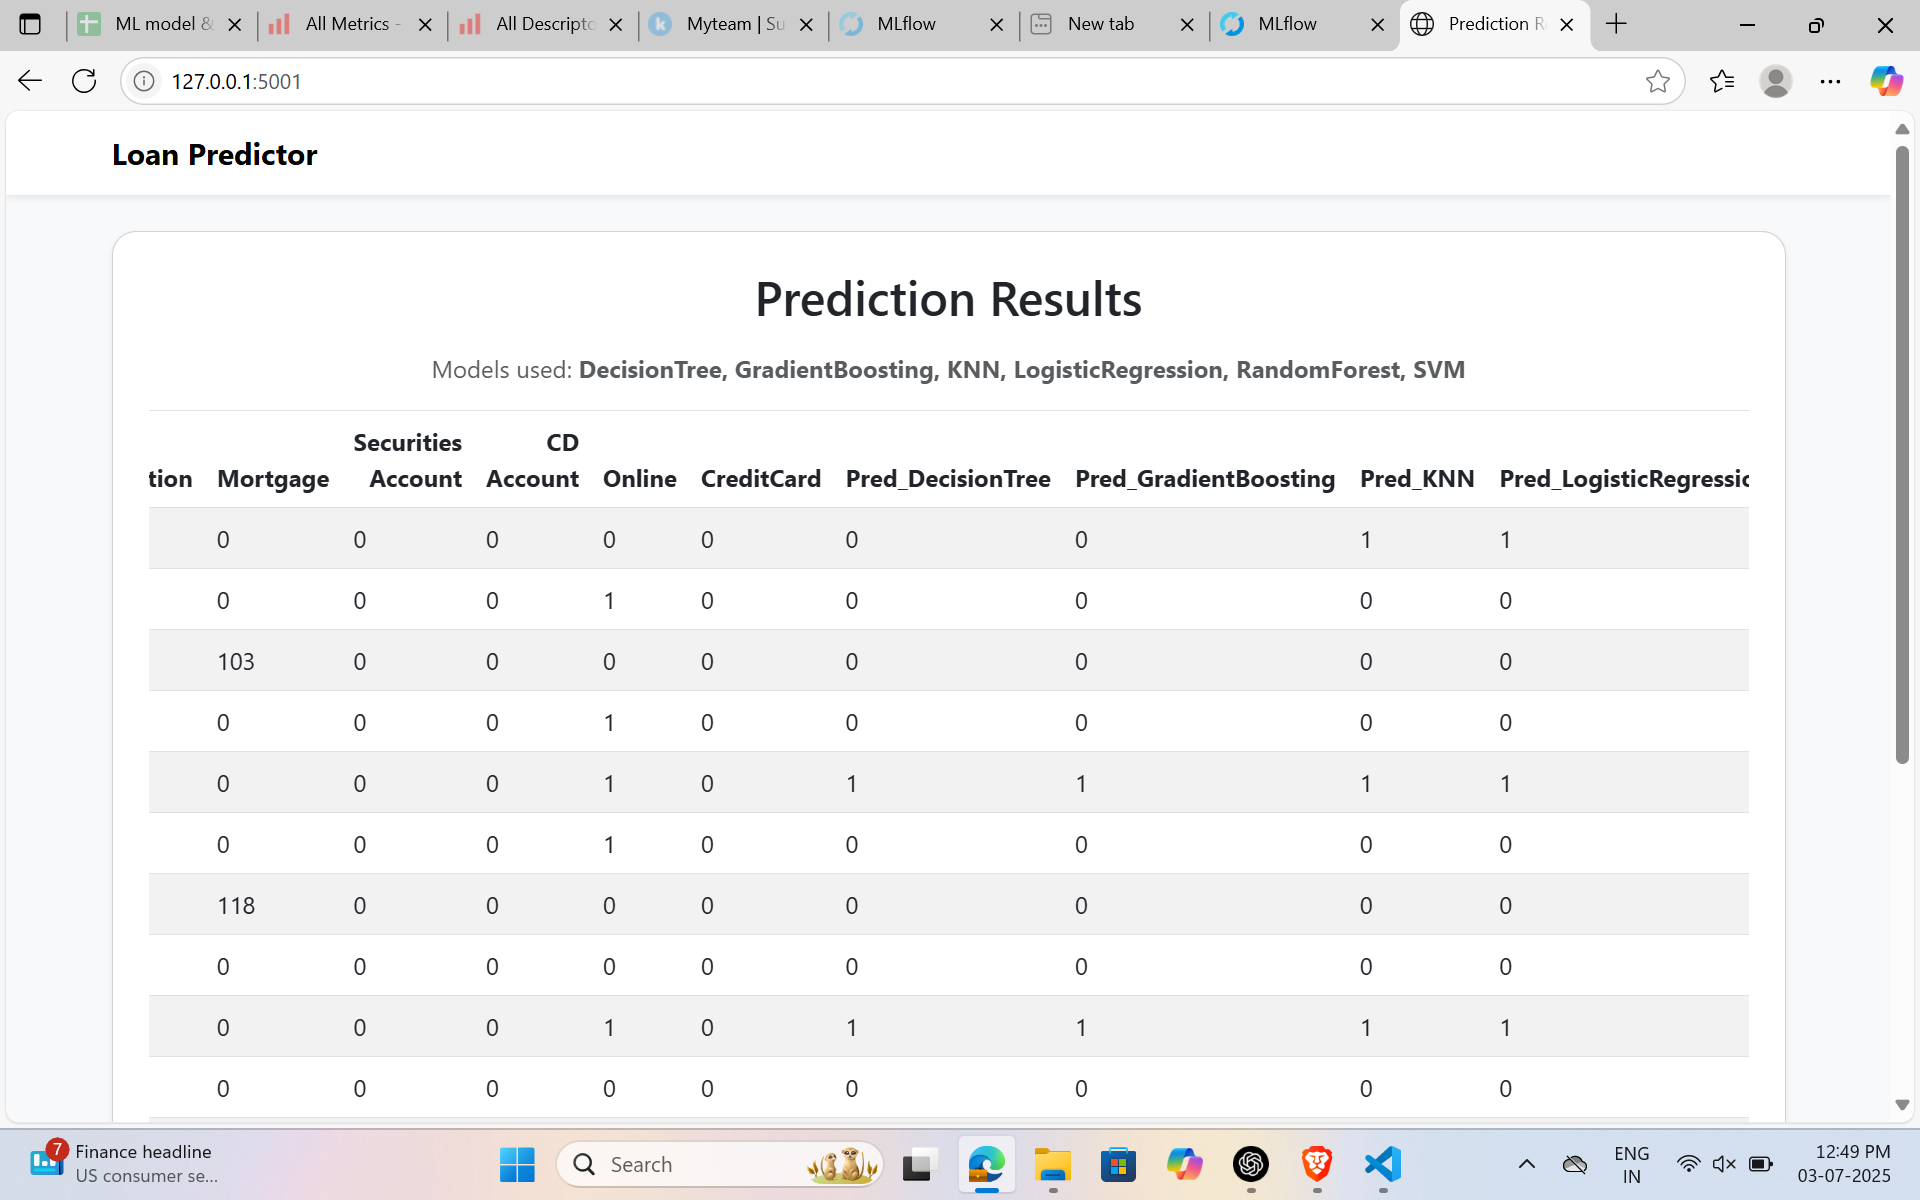 ML model &
All Metrics -
All Descripto
Myteam | Su
MLflow
New tab
MLflow
Prediction R
127.0.0.1:5001
Loan Predictor
Prediction Results
Models used: DecisionTree, GradientBoosting, KNN, LogisticRegression, RandomForest, SVM
tion Mortgage Securities Account CD Account Online CreditCard Pred_DecisionTree Pred_GradientBoosting Pred_KNN Pred_LogisticRegressio
0 0 0 0 0 0 0 1 1
0 0 0 1 0 0 0 0 0
103 0 0 0 0 0 0 0 0
0 0 0 1 0 0 0 0 0
0 0 0 1 0 1 1 1 1
0 0 0 1 0 0 0 0 0
118 0 0 0 0 0 0 0 0
0 0 0 0 0 0 0 0 0
0 0 0 1 0 1 1 1 1
0 0 0 0 0 0 0 0 0
7
Finance headline
US consumer se...
Search
ENG
IN
12:49 PM
03-07-2025